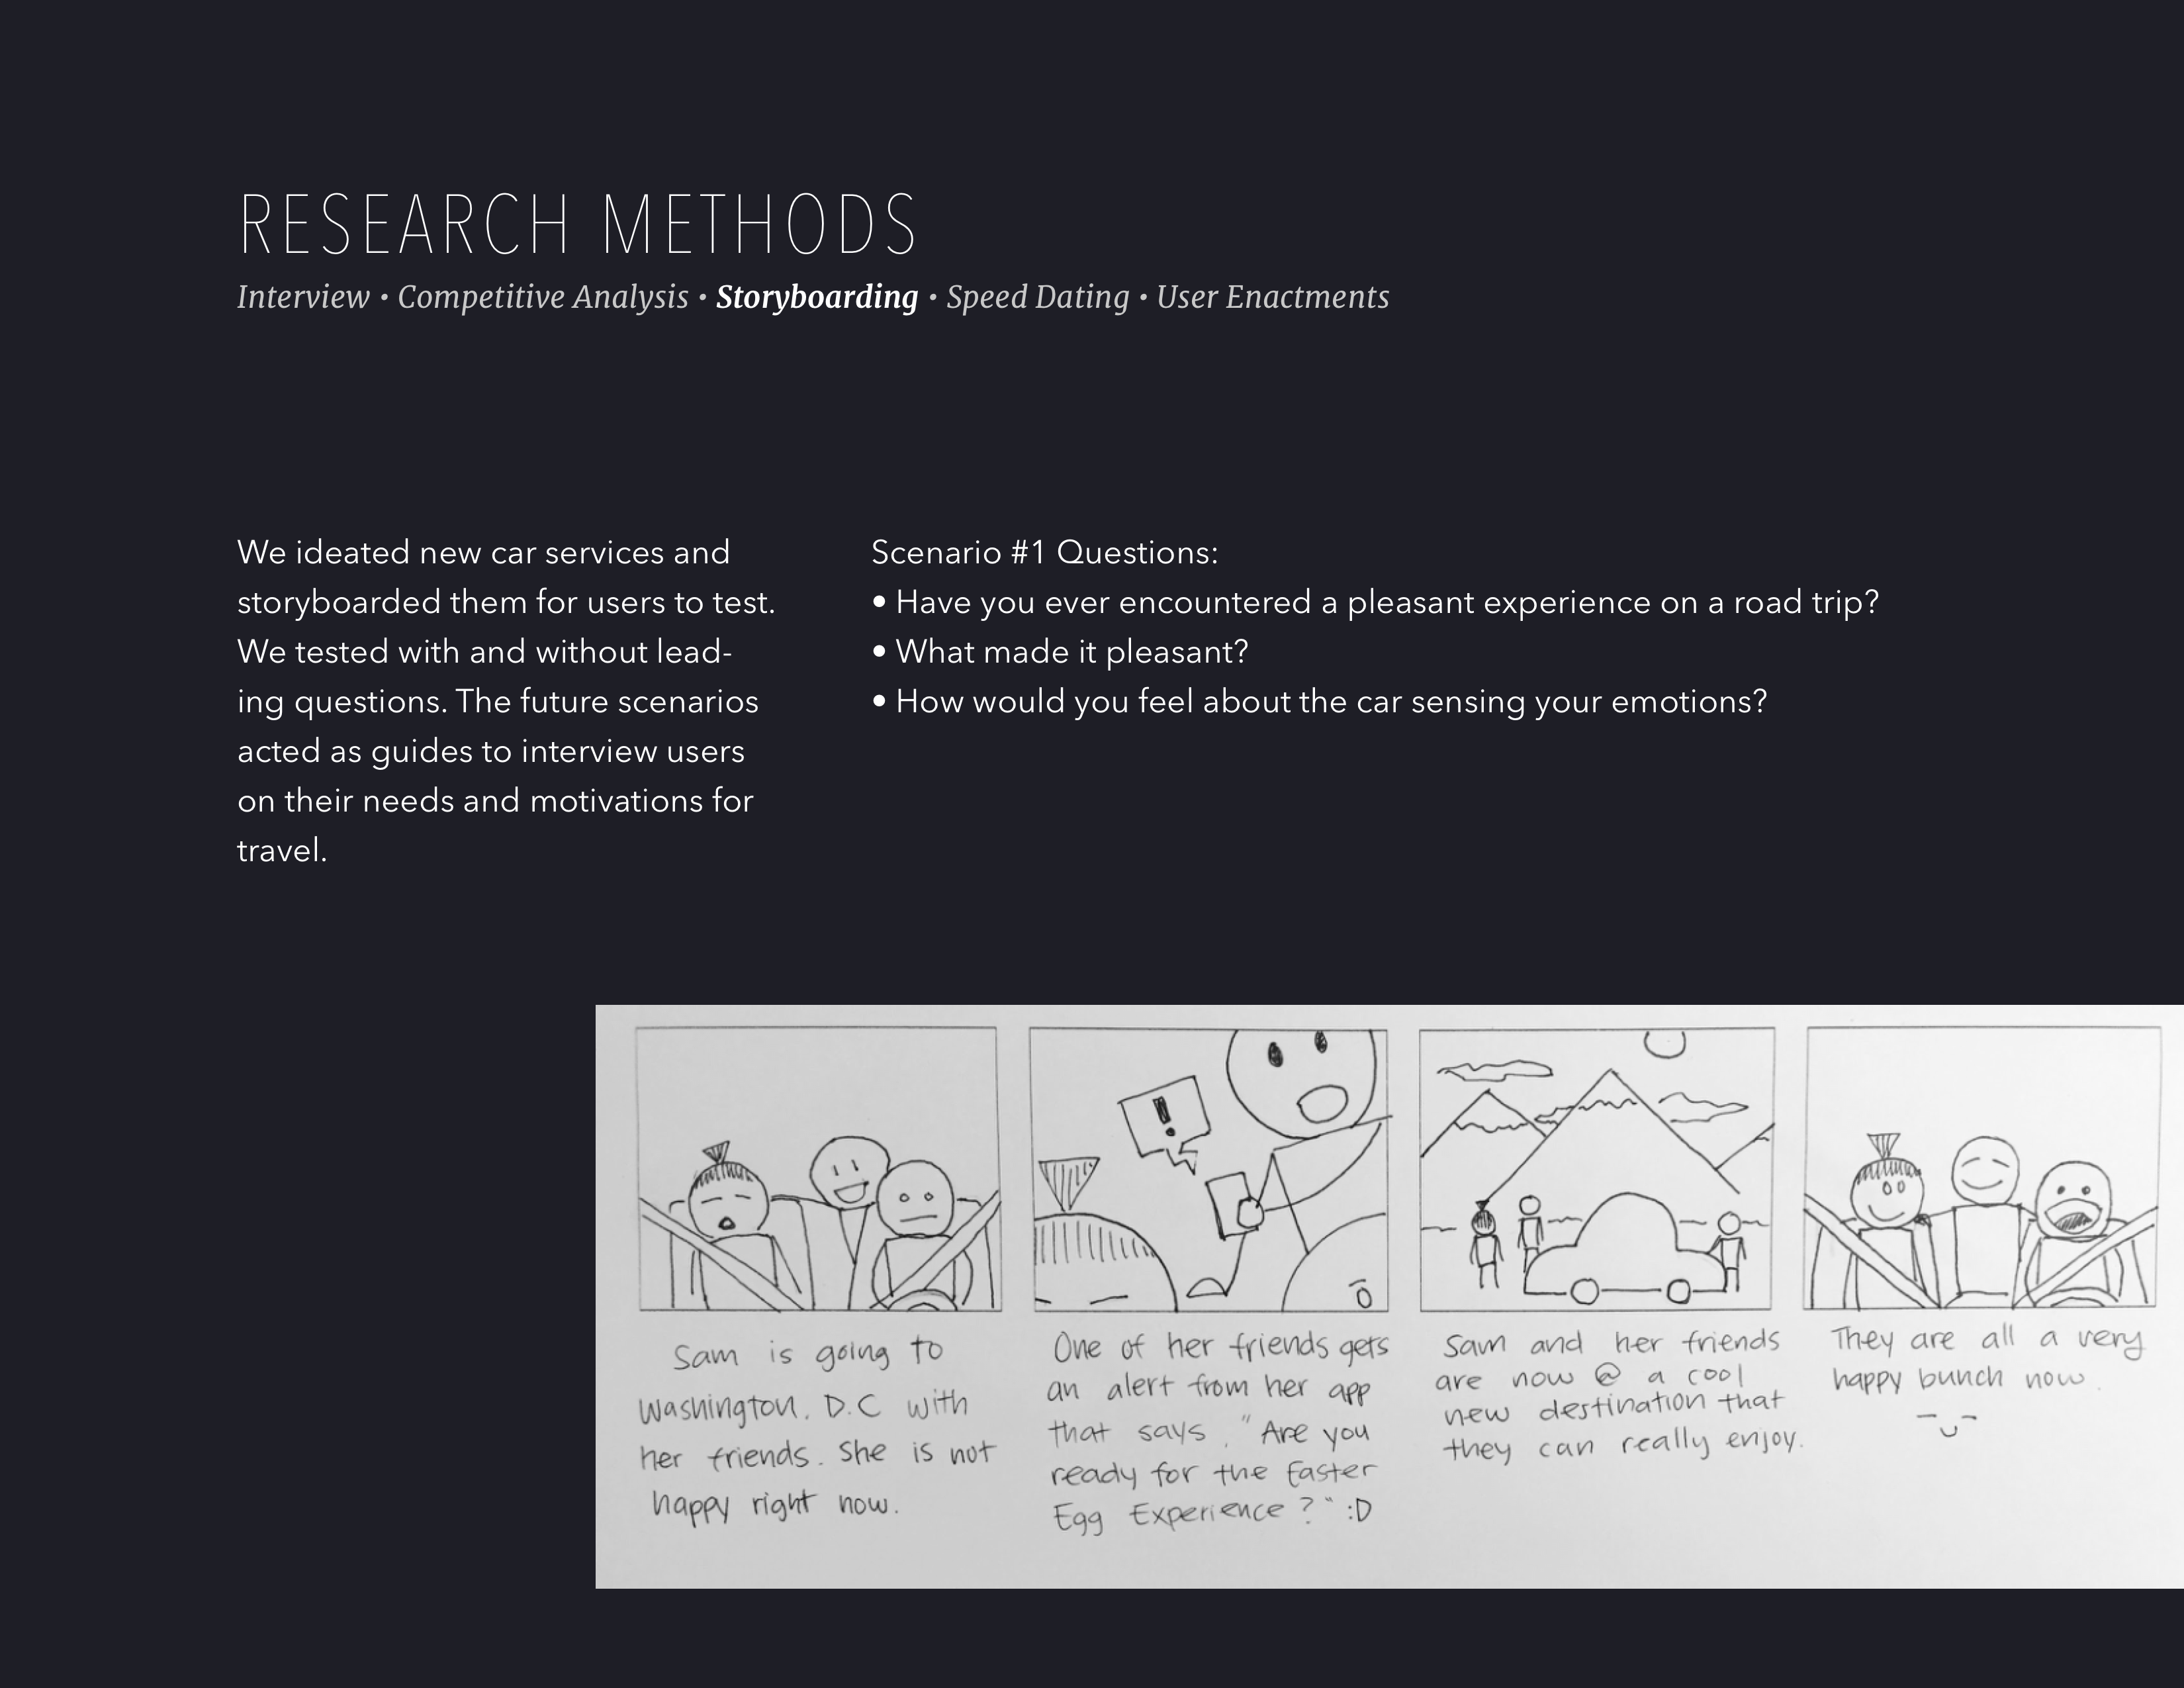 RESEARCH METHODS
Interview • Competitive Analysis • Storyboarding • Speed Dating • User Enactments
We ideated new car services and
storyboarded them for users to test.
We tested with and without lead-
ing questions. The future scenarios
acted as guides to interview users
on their needs and motivations for
travel.
Scenario #1 Questions:
• Have you ever encountered a pleasant experience on a road trip?
• What made it pleasant?
• How would you feel about the car sensing your emotions?
!
Sam is going to
Washington, D.C with
her friends. She is not
happy right now.
One of her friends gets
an alert from her app
that says, "Are you
ready for the Easter
Egg Experience?" :D
Sam and her friends
are now @ a cool
new destination that
they can really enjoy.
They are all a very
happy bunch now.